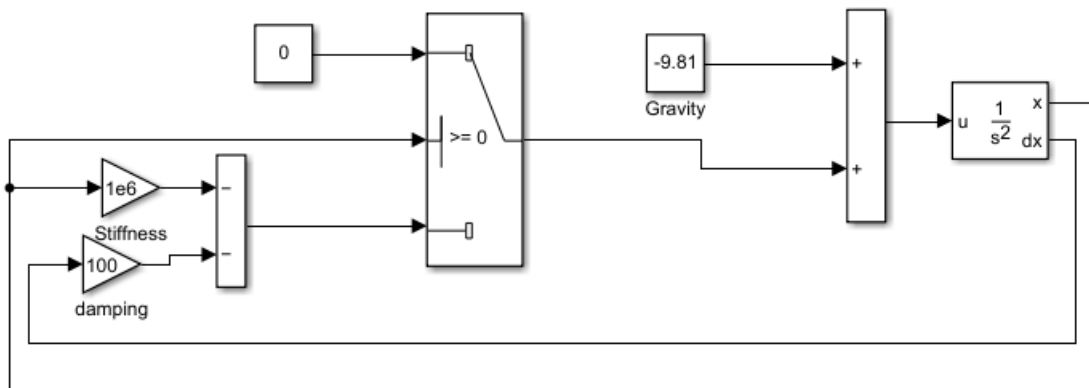 0
>= 0
-9.81
Gravity
+
+
u
1
s2
x
dx
1e6
Stiffness
100
damping
-
-